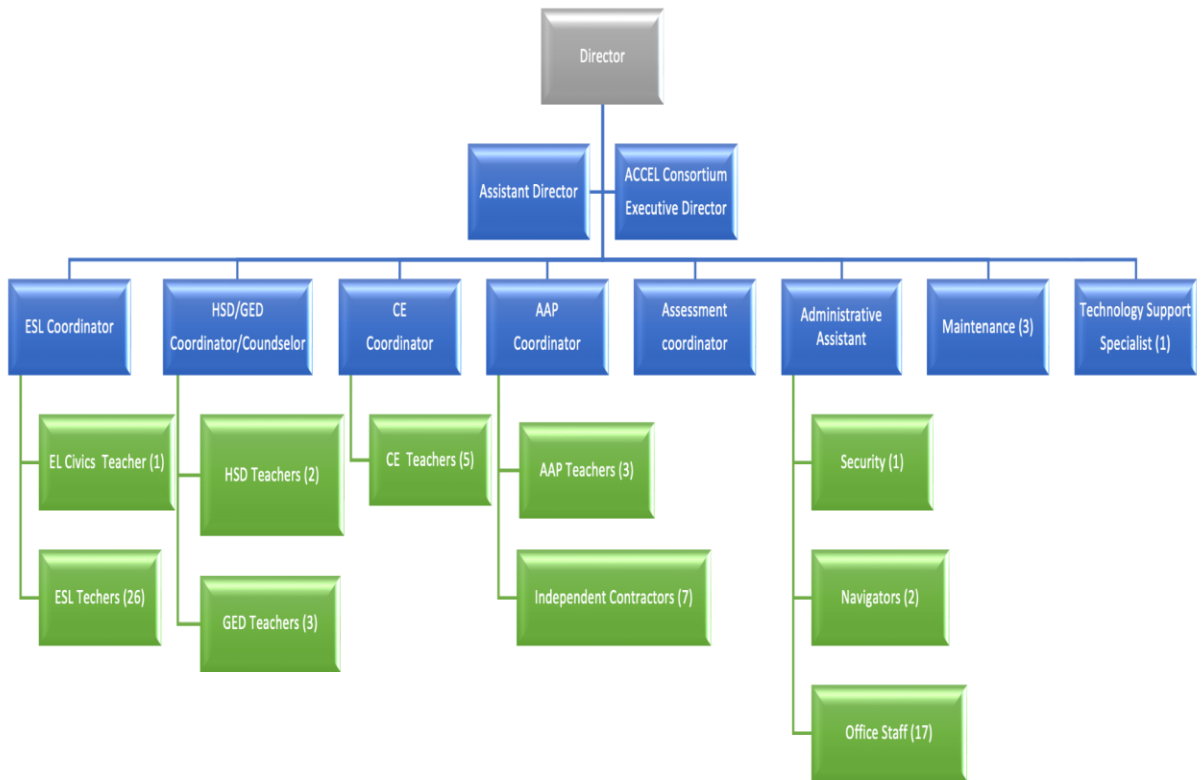 Director
Assistant Director
ACCEL Consortium
Executive Director
ESL Coordinator
HSD/GED
Coordinator/Coundselor
CE
Coordinator
AAP
Coordinator
Assessment
coordinator
Administrative
Assistant
Maintenance (3)
Technology Support
Specialist (1)
EL Civics Teacher (1)
HSD Teachers (2)
CE Teachers (5)
AAP Teachers (3)
Security (1)
ESL Techers (26)
GED Teachers (3)
Independent Contractors (7)
Navigators (2)
Office Staff (17)